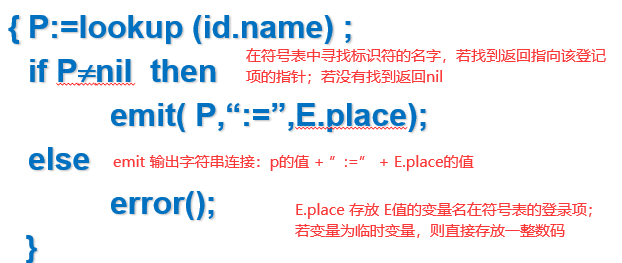 { P:=lookup (id.name) ;
在符号表中寻找标识符的名字，若找到返回指向该登记
项的指针；若没有找到返回nil
if P≠nil then
emit( P,“:=”,E.place);
else
emit 输出字符串连接：p的值 + ” :=“ + E.place的值
error();
E.place 存放 E值的变量名在符号表的登录项；
若变量为临时变量，则直接存放一整数码
}